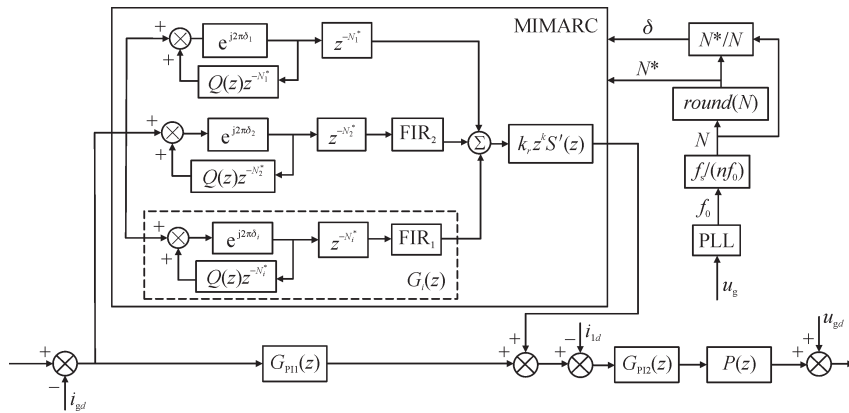 MIMARC
+
+
e^{j2πδ_1}
z^{-N_1^*}
Q(z)z^{-N_1^*}
+
+
e^{j2πδ_2}
z^{-N_2^*}
FIR_2
Q(z)z^{-N_2^*}
Σ
k_r z^k S′(z)
+
+
e^{j2πδ_i}
z^{-N_i^*}
FIR_1
Q(z)z^{-N_i^*}
G_i(z)
δ
N*/N
N*
round(N)
N
f_s/(nf_0)
f_0
PLL
u_g
+
−
i_{gd}
G_{PI1}(z)
+
+
−
i_{1d}
+
G_{PI2}(z)
P(z)
u_{gd}
+
+